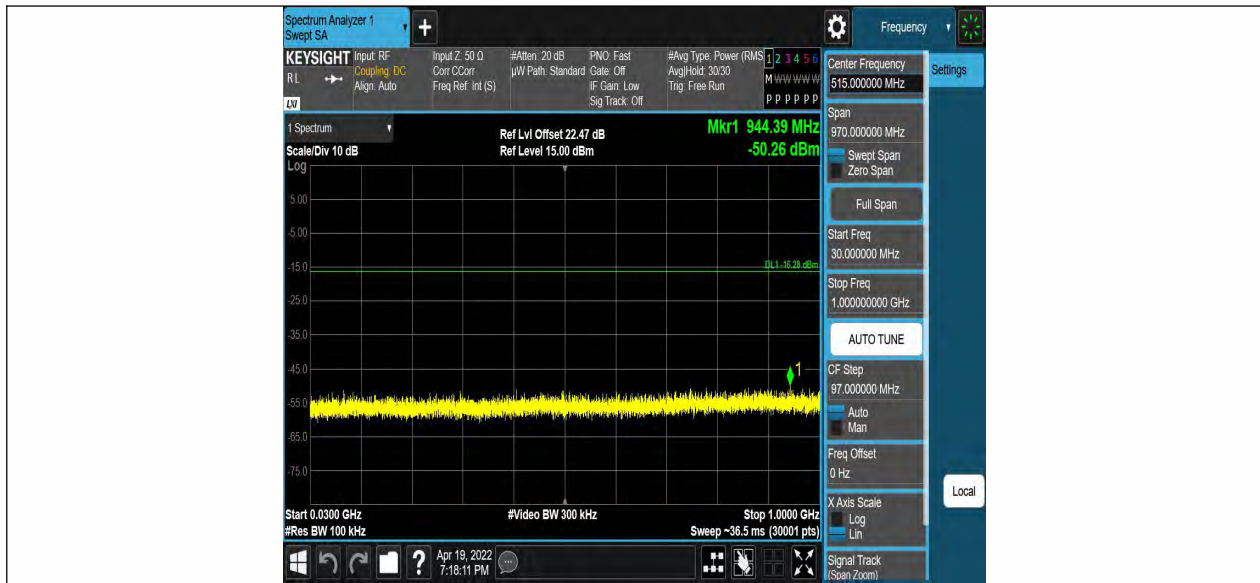 Spectrum Analyzer 1
Swept SA
+
Frequency
KEYSIGHT
RL
LXI
Input: RF
Coupling: DC
Align: Auto
Input Z: 50 Ω
Corr CCorr
Freq Ref: Int (S)
#Atten: 20 dB
µW Path: Standard
PNO: Fast
Gate: Off
IF Gain: Low
Sig Track: Off
#Avg Type: Power (RMS
Avg|Hold: 30/30
Trig: Free Run
1 2 3 4 5 6
M W W W W W
P P P P P P
1 Spectrum
Scale/Div 10 dB
Ref Lvl Offset 22.47 dB
Ref Level 15.00 dBm
Mkr1 944.39 MHz
-50.26 dBm
Log
5.00
-5.00
-15.0
DL1 -16.28 dBm
-25.0
-35.0
-45.0
1
-55.0
-65.0
-75.0
Start 0.0300 GHz
#Res BW 100 kHz
#Video BW 300 kHz
Stop 1.0000 GHz
Sweep ~36.5 ms (30001 pts)
Apr 19, 2022
7:18:11 PM
?
Center Frequency
515.000000 MHz
Settings
Span
970.000000 MHz
Swept Span
Zero Span
Full Span
Start Freq
30.000000 MHz
Stop Freq
1.000000000 GHz
AUTO TUNE
CF Step
97.000000 MHz
Auto
Man
Freq Offset
0 Hz
X Axis Scale
Log
Lin
Local
Signal Track
(Span Zoom)